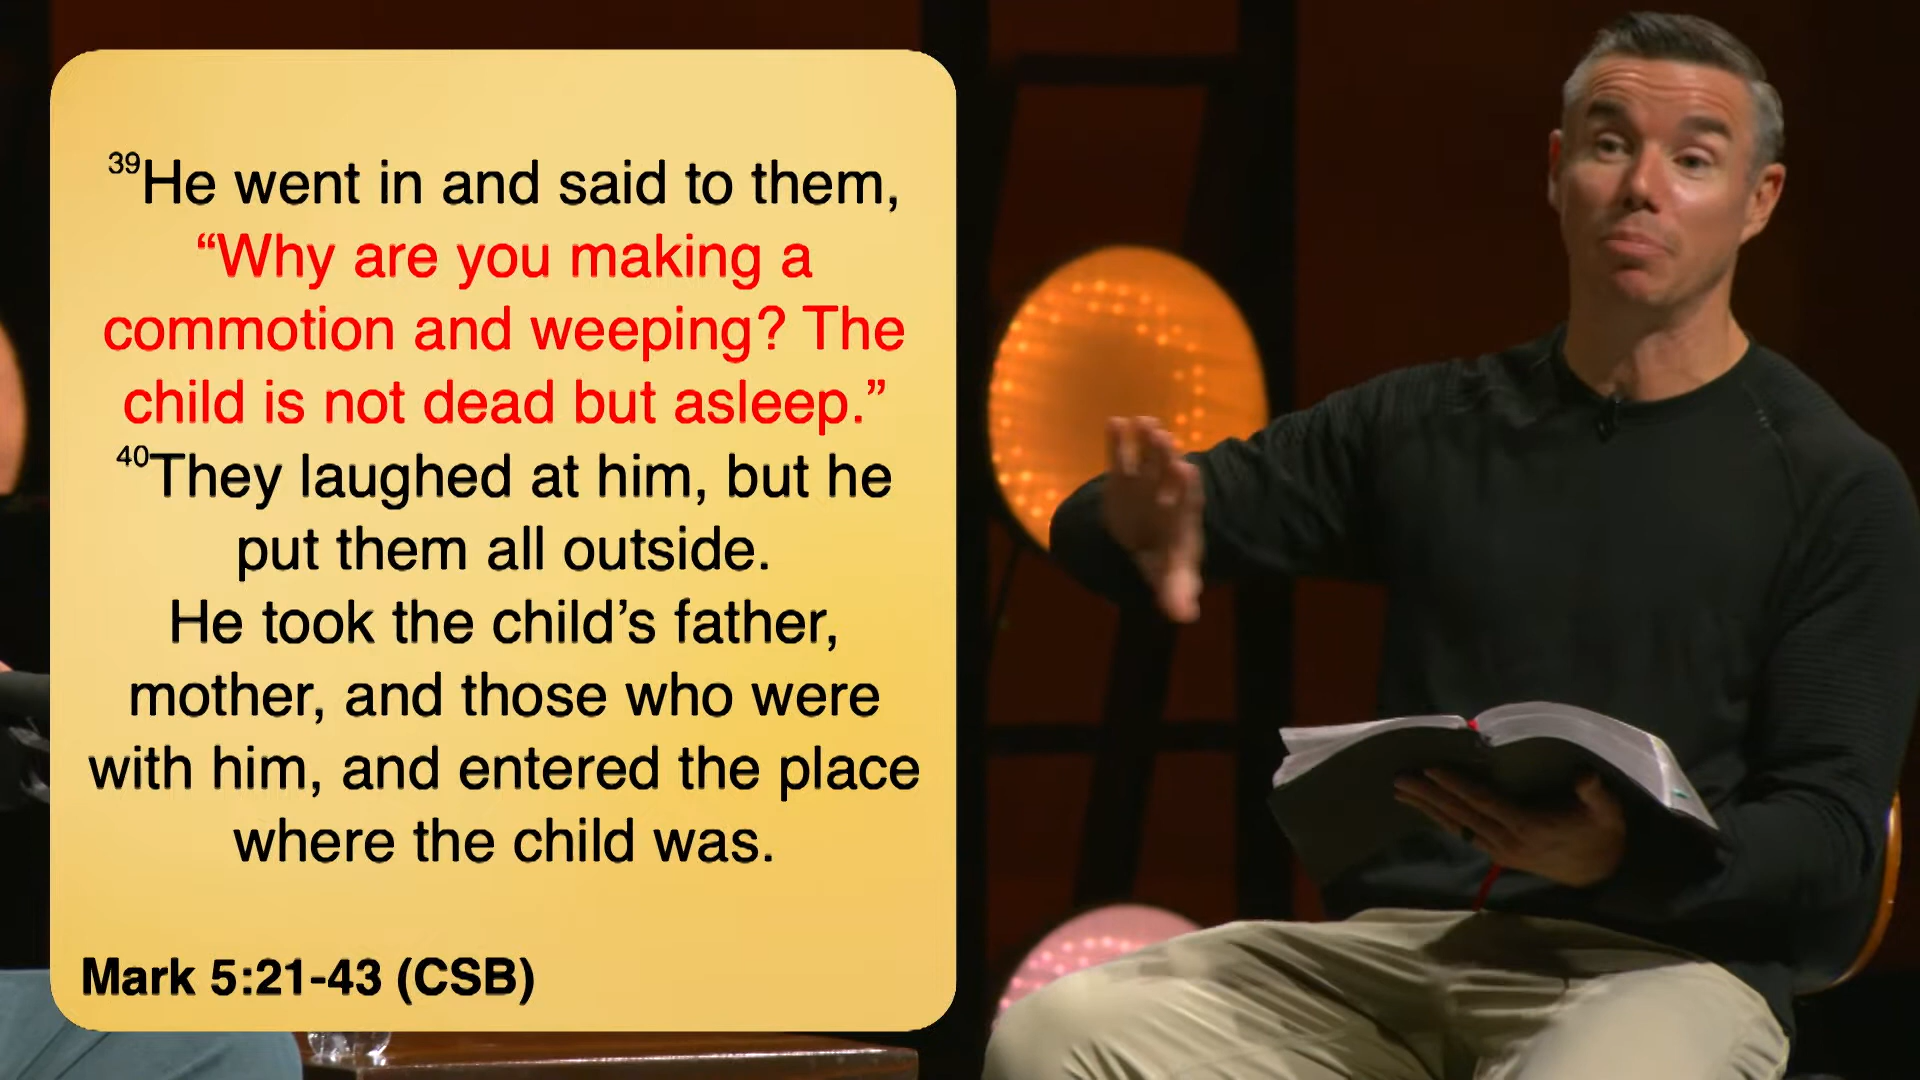 39He went in and said to them,
“Why are you making a
commotion and weeping? The
child is not dead but asleep.”
40They laughed at him, but he
put them all outside.
He took the child’s father,
mother, and those who were
with him, and entered the place
where the child was.
Mark 5:21-43 (CSB)